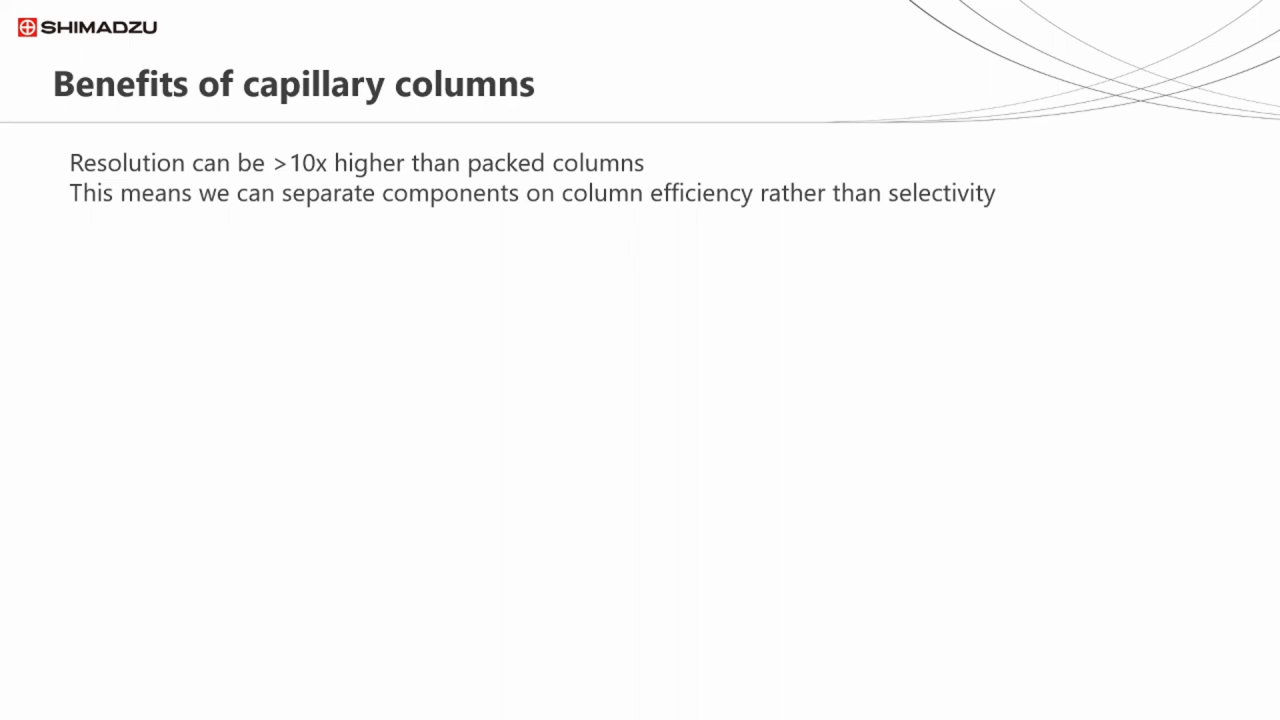 SHIMADZU
Benefits of capillary columns
Resolution can be >10x higher than packed columns
This means we can separate components on column efficiency rather than selectivity